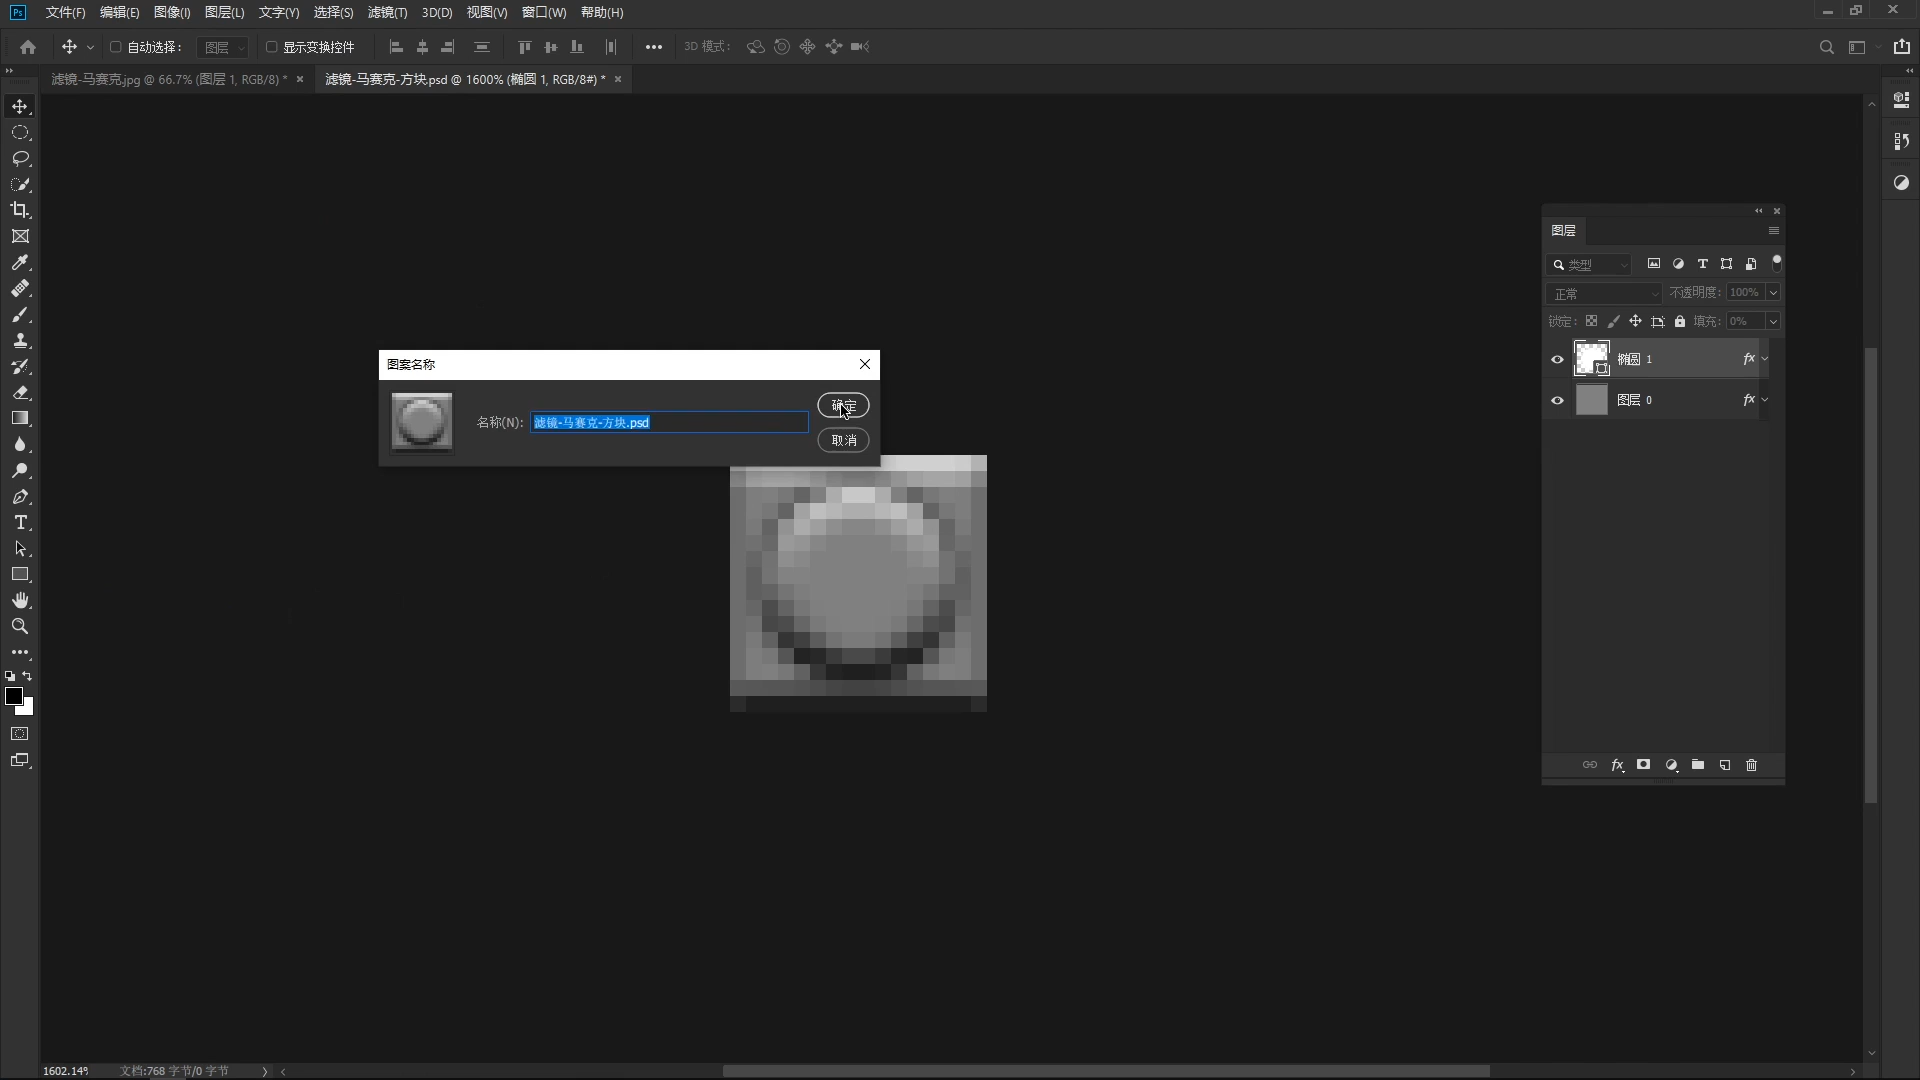 Ps 文件(F) 编辑(E) 图像(I) 图层(L) 文字(Y) 选择(S) 滤镜(T) 3D(D) 视图(V) 窗口(W) 帮助(H)
自动选择: 图层 显示变换控件 3D 模式:
滤镜-马赛克.jpg @ 66.7% (图层 1, RGB/8) * 滤镜-马赛克-方块.psd @ 1600% (椭圆 1, RGB/8#) *
图层
类型
正常 不透明度: 100%
锁定: 填充: 0%
椭圆 1 fx
图层 0 fx
图案名称
名称(N): 滤镜-马赛克-方块.psd
确定
取消
1602.14% 文档:768 字节/0 字节